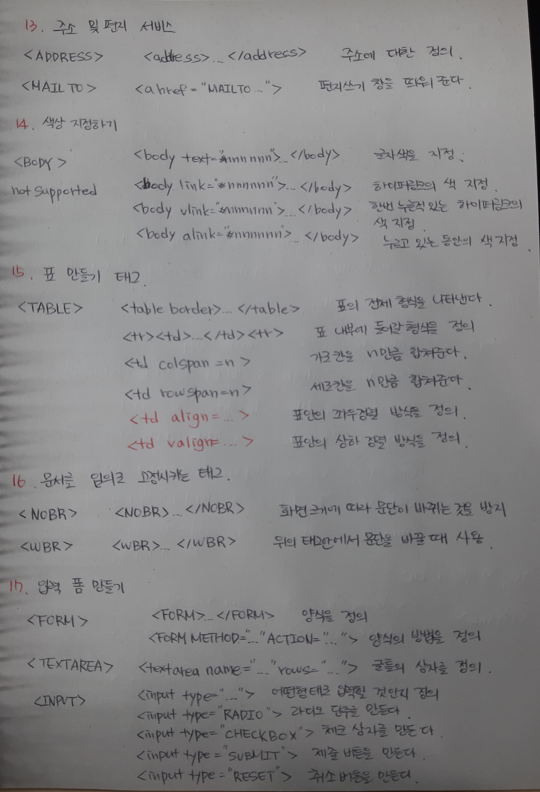 13. 주소 및 편지 서비스
<ADDRESS> <address>... </address> 주소에 대한 정의.
<MAILTO> <a href="MAILTO..."> 편지쓰기 창을 띄워 준다.
14. 색상 지정하기
<BODY> <body text="#nnnnnn">... </body> 글자색을 지정.
not supported <body link="#nnnnnn">... </body> 하이퍼링크의 색 지정.
<body vlink="#nnnnnn">... </body> 한번 누른적 있는 하이퍼링크의
색 지정.
<body alink="#nnnnnn">... </body> 누르고 있는 동안의 색 지정
15. 표 만들기 태그.
<TABLE> <table border>... </table> 표의 전체 형식을 나타낸다.
<tr><td>...</td><tr> 표 내부에 들어갈 형식을 정의
<td colspan=n> 가로칸을 n만큼 합쳐준다.
<td rowspan=n> 세로칸을 n만큼 합쳐준다.
<td align=...> 표안의 좌우정렬 방식을 정의.
<td valign=...> 표안의 상하 정렬 방식을 정의.
16. 문서를 임의로 고정시키는 태그.
<NOBR> <NOBR>... </NOBR> 화면크기에 따라 문단이 바뀌는 것을 방지
<WBR> <WBR>... </WBR> 위의 태그안에서 문단을 바꿀 때 사용.
17. 입력 폼 만들기
<FORM> <FORM>... </FORM> 양식을 정의
<FORM METHOD="..."ACTION="..."> 양식의 방법을 정의
<TEXTAREA> <textarea name="..."rows="..."> 글틀의 상자를 정의.
<INPUT> <input type="..."> 어떤형태로 입력될 것인지 정의
<input type="RADIO"> 라디오 단추를 만든다.
<input type="CHECKBOX"> 체크 상자를 만든다.
<input type="SUBMIT"> 제출 버튼을 만든다.
<input type="RESET"> 취소버튼을 만든다.